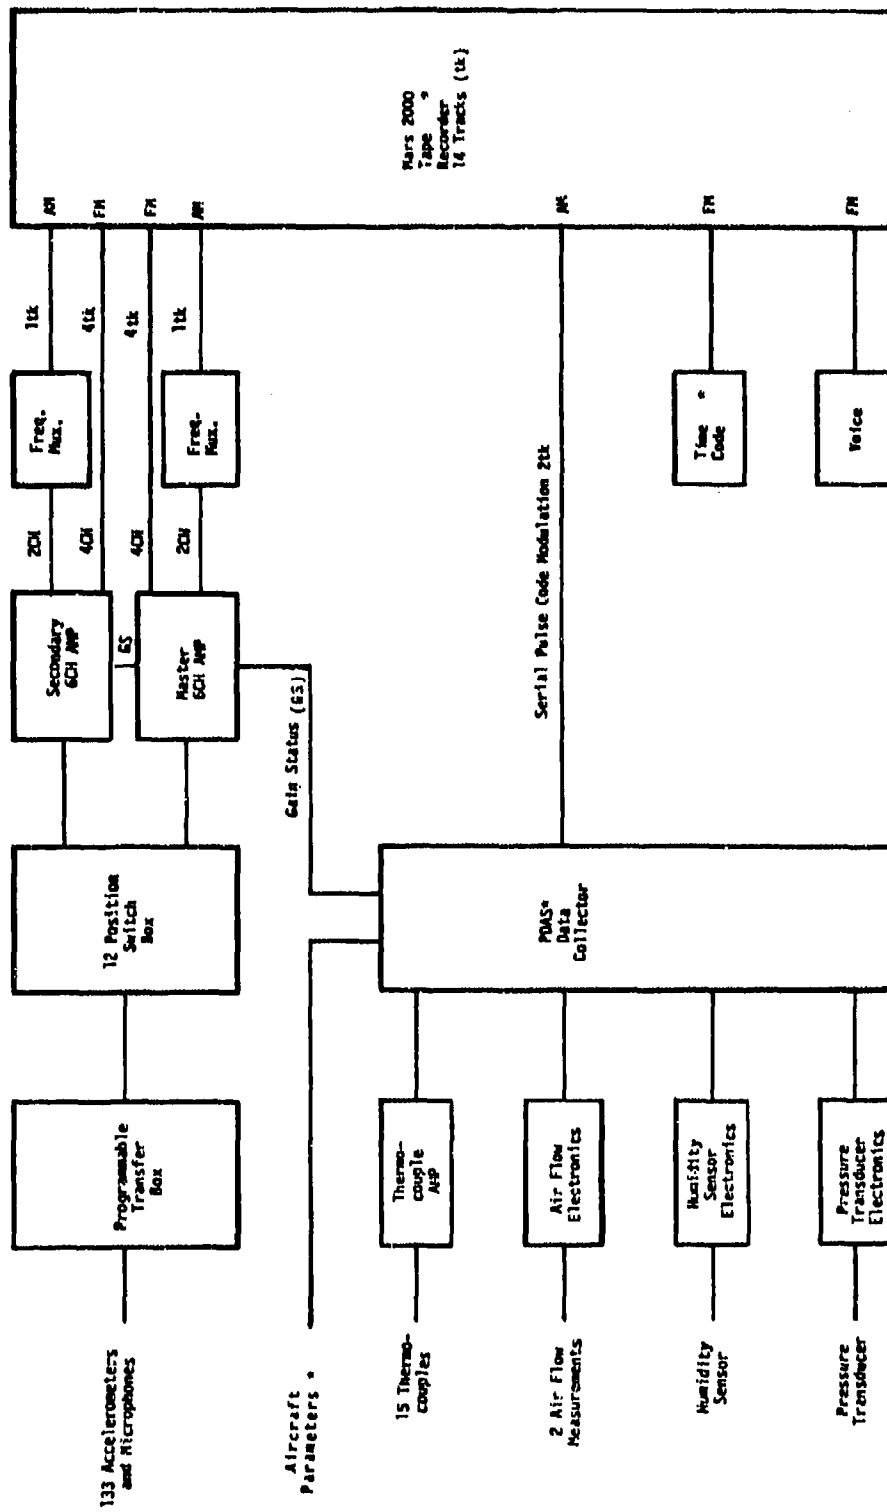 133 Accelerometers
and Microphones
Programmable
Transfer
Box
12 Position
Switch
Box
Secondary
6CH AMP
GS
Master
6CH AMP
2CH
4CH
4CH
2CH
Freq.
Mux.
Freq.
Mux.
1tk
4tk
4tk
1tk
AM
FM
FM
AM
Mars 2000
Tape *
Recorder
14 Tracks (tk)
Aircraft
Parameters *
Gain Status (GS)
15 Thermo-
couples
Thermo-
couple
AMP
PDAS*
Data
Collector
Serial Pulse Code Modulation 2tk
AM
2 Air Flow
Measurements
Air Flow
Electronics
Humidity
Sensor
Humidity
Sensor
Electronics
Time *
Code
FM
Pressure
Transducer
Pressure
Transducer
Electronics
Voice
FM